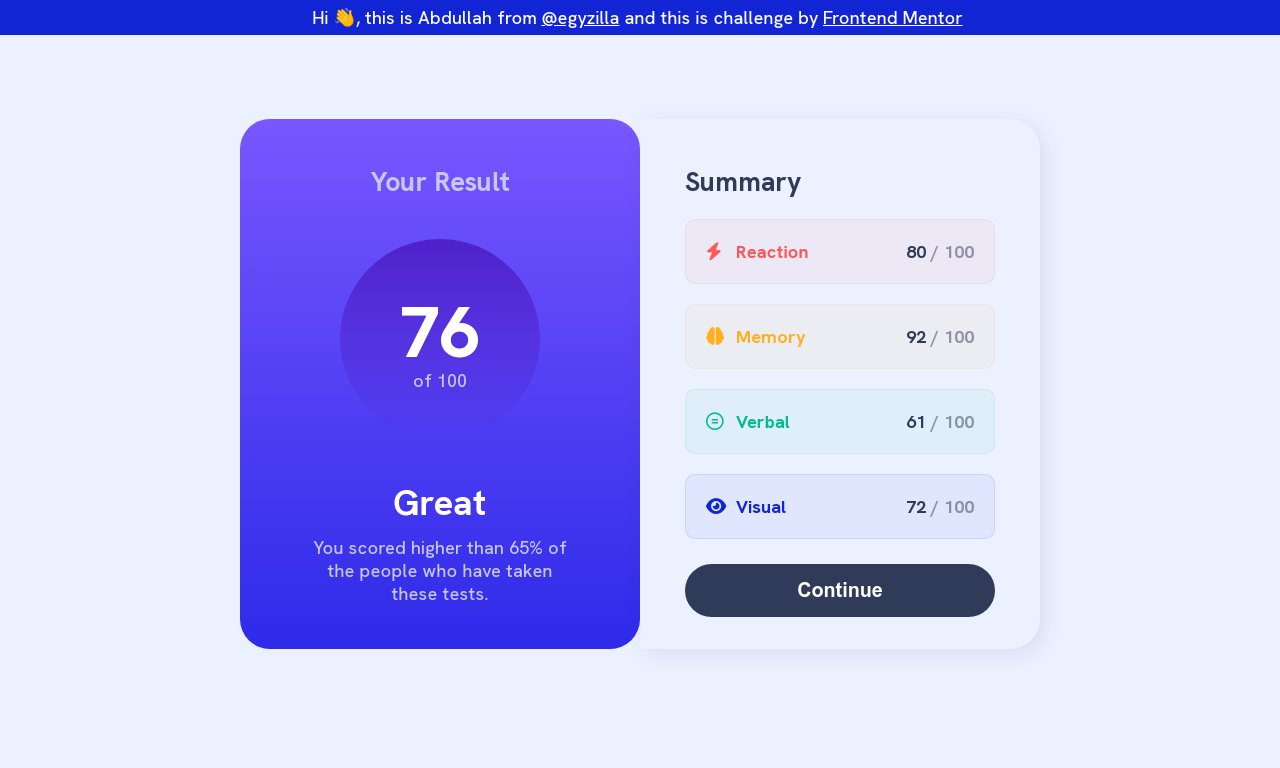 Hi 👋, this is Abdullah from @egyzilla and this is challenge by Frontend Mentor
Your Result
76
of 100
Great
You scored higher than 65% of
the people who have taken
these tests.
Summary
Reaction 80 / 100
Memory 92 / 100
Verbal 61 / 100
Visual 72 / 100
Continue